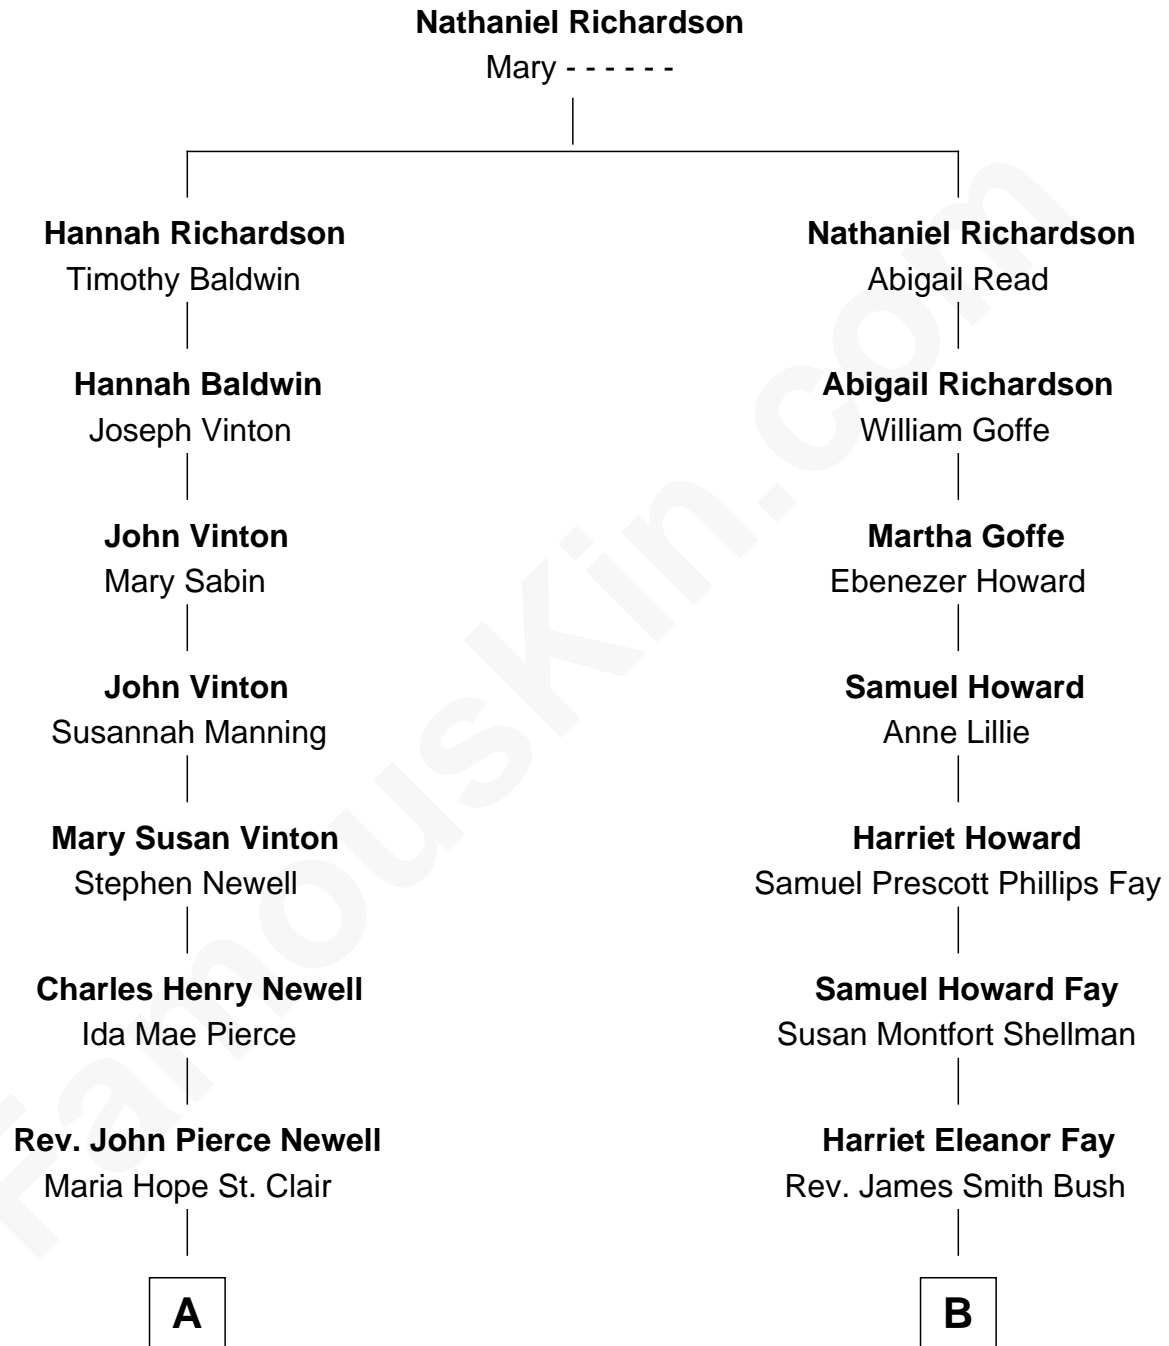 Nathaniel Richardson
Mary - - - - - -
Hannah Richardson
Timothy Baldwin
Nathaniel Richardson
Abigail Read
Hannah Baldwin
Joseph Vinton
Abigail Richardson
William Goffe
John Vinton
Mary Sabin
Martha Goffe
Ebenezer Howard
John Vinton
Susannah Manning
Samuel Howard
Anne Lillie
Mary Susan Vinton
Stephen Newell
Harriet Howard
Samuel Prescott Phillips Fay
Charles Henry Newell
Ida Mae Pierce
Samuel Howard Fay
Susan Montfort Shellman
Rev. John Pierce Newell
Maria Hope St. Clair
Harriet Eleanor Fay
Rev. James Smith Bush
A
B
FamousKin.com